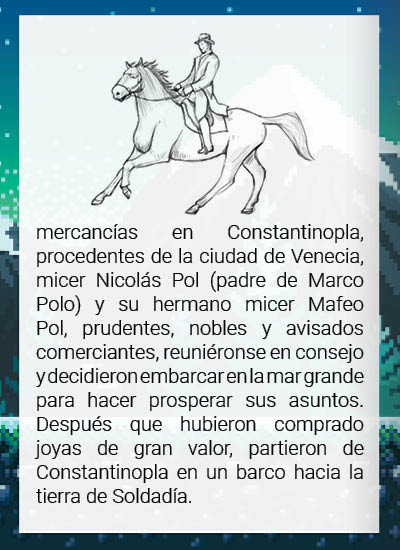 mercancías en Constantinopla,
procedentes de la ciudad de Venecia,
micer Nicolás Pol (padre de Marco
Polo) y su hermano micer Mafeo
Pol, prudentes, nobles y avisados
comerciantes, reuniéronse en consejo
y decidieron embarcar en la mar grande
para hacer prosperar sus asuntos.
Después que hubieron comprado
joyas de gran valor, partieron de
Constantinopla en un barco hacia la
tierra de Soldadía.